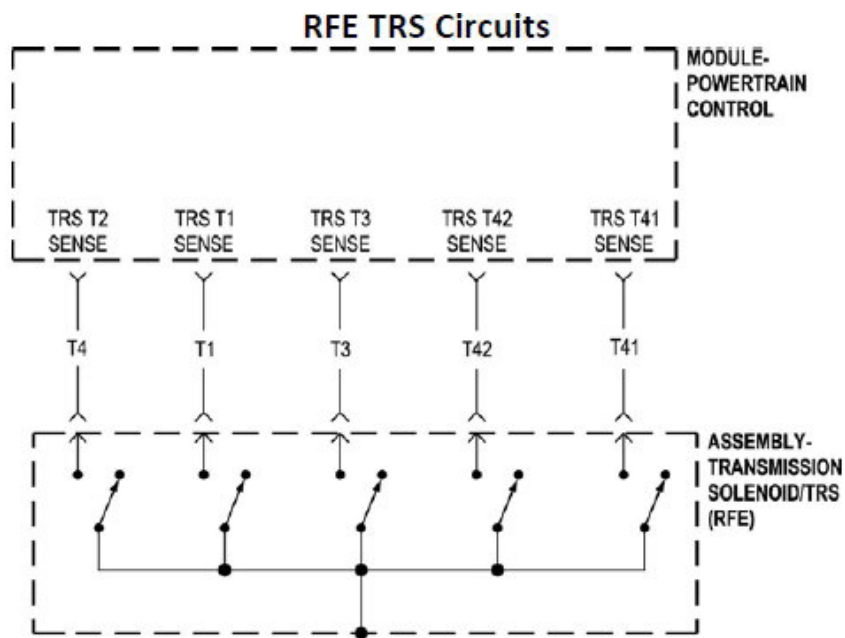 RFE TRS Circuits
MODULE-
POWERTRAIN
CONTROL
TRS T2
SENSE
TRS T1
SENSE
TRS T3
SENSE
TRS T42
SENSE
TRS T41
SENSE
T4
T1
T3
T42
T41
ASSEMBLY-
TRANSMISSION
SOLENOID/TRS
(RFE)